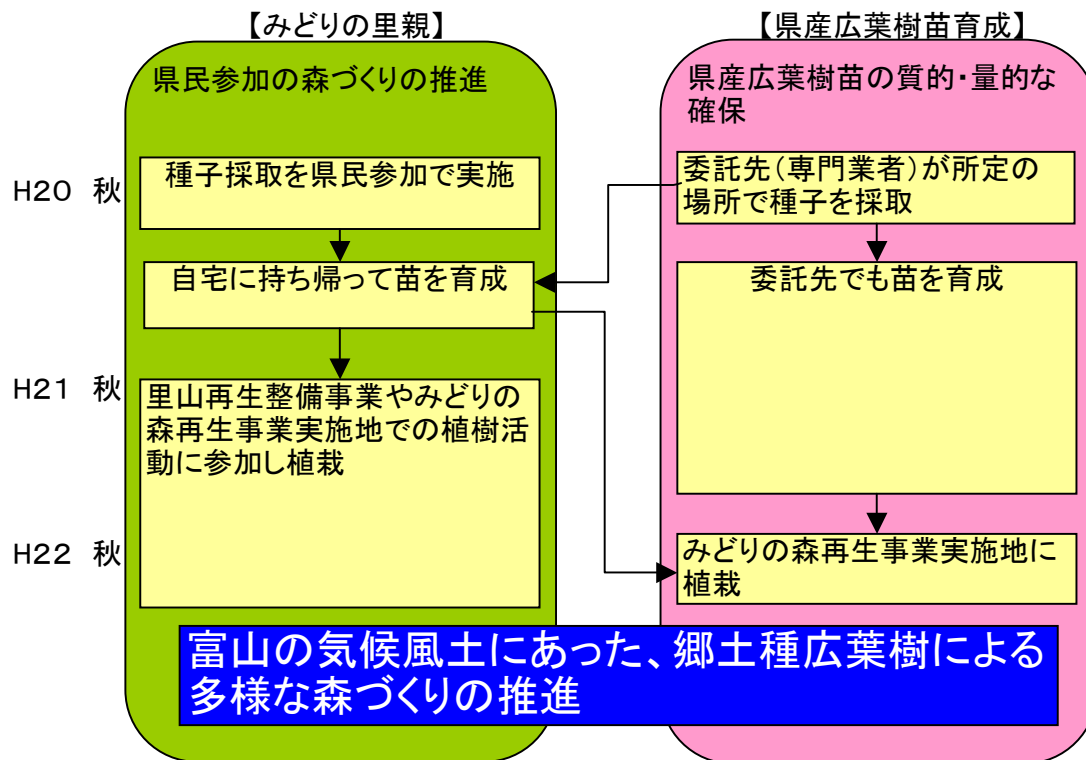 【みどりの里親】
県民参加の森づくりの推進
H20 秋
種子採取を県民参加で実施
自宅に持ち帰って苗を育成
H21 秋
里山再生整備事業やみどりの
森再生事業実施地での植樹活
動に参加し植栽
H22 秋
【県産広葉樹苗育成】
県産広葉樹苗の質的・量的な
確保
委託先(専門業者)が所定の
場所で種子を採取
委託先でも苗を育成
みどりの森再生事業実施地に
植栽
富山の気候風土にあった、郷土種広葉樹による
多様な森づくりの推進